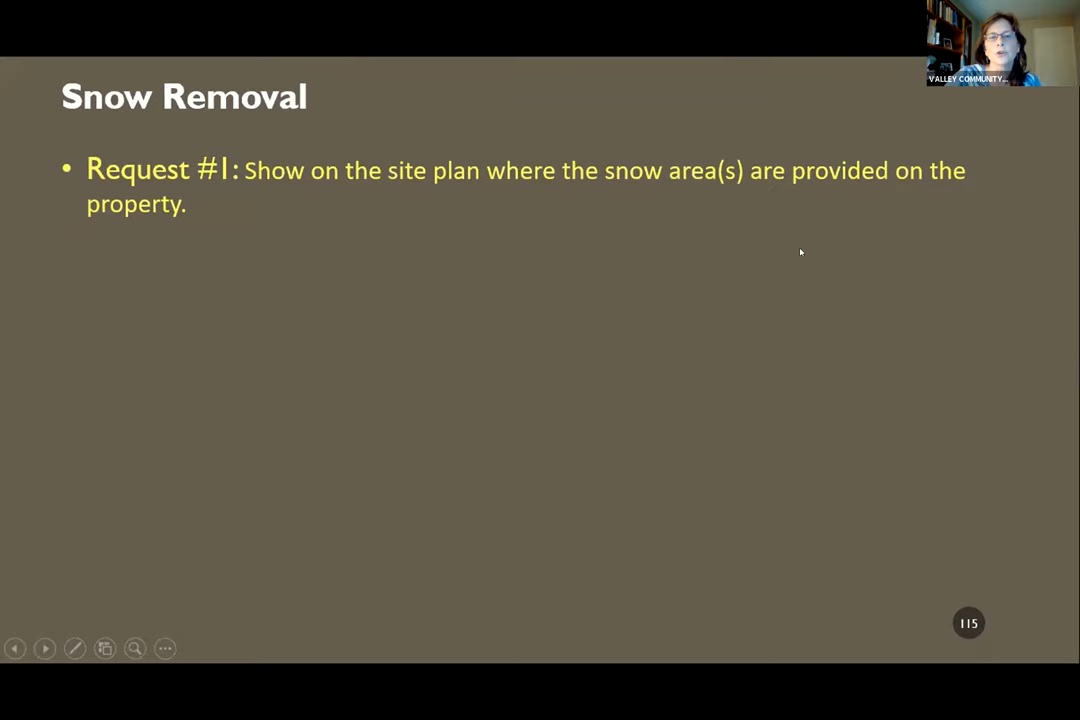 VALLEY COMMUNITY...
Snow Removal
• Request #1: Show on the site plan where the snow area(s) are provided on the
property.
115